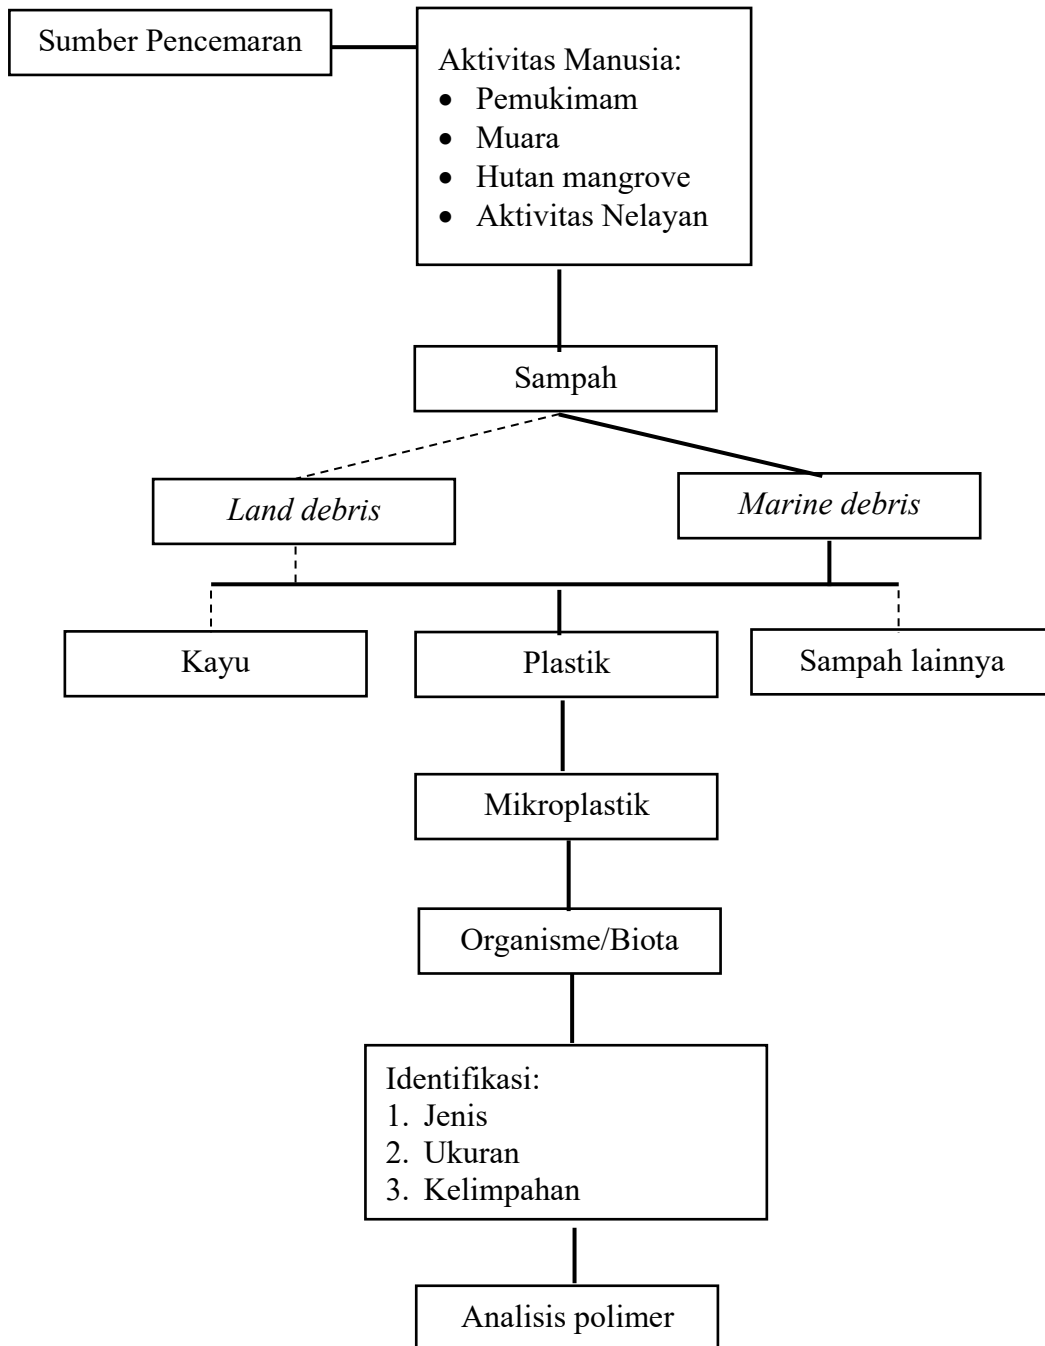 Sumber Pencemaran
Aktivitas Manusia:
• Pemukimam
• Muara
• Hutan mangrove
• Aktivitas Nelayan
Sampah
Land debris
Marine debris
Kayu
Plastik
Sampah lainnya
Mikroplastik
Organisme/Biota
Identifikasi:
1. Jenis
2. Ukuran
3. Kelimpahan
Analisis polimer